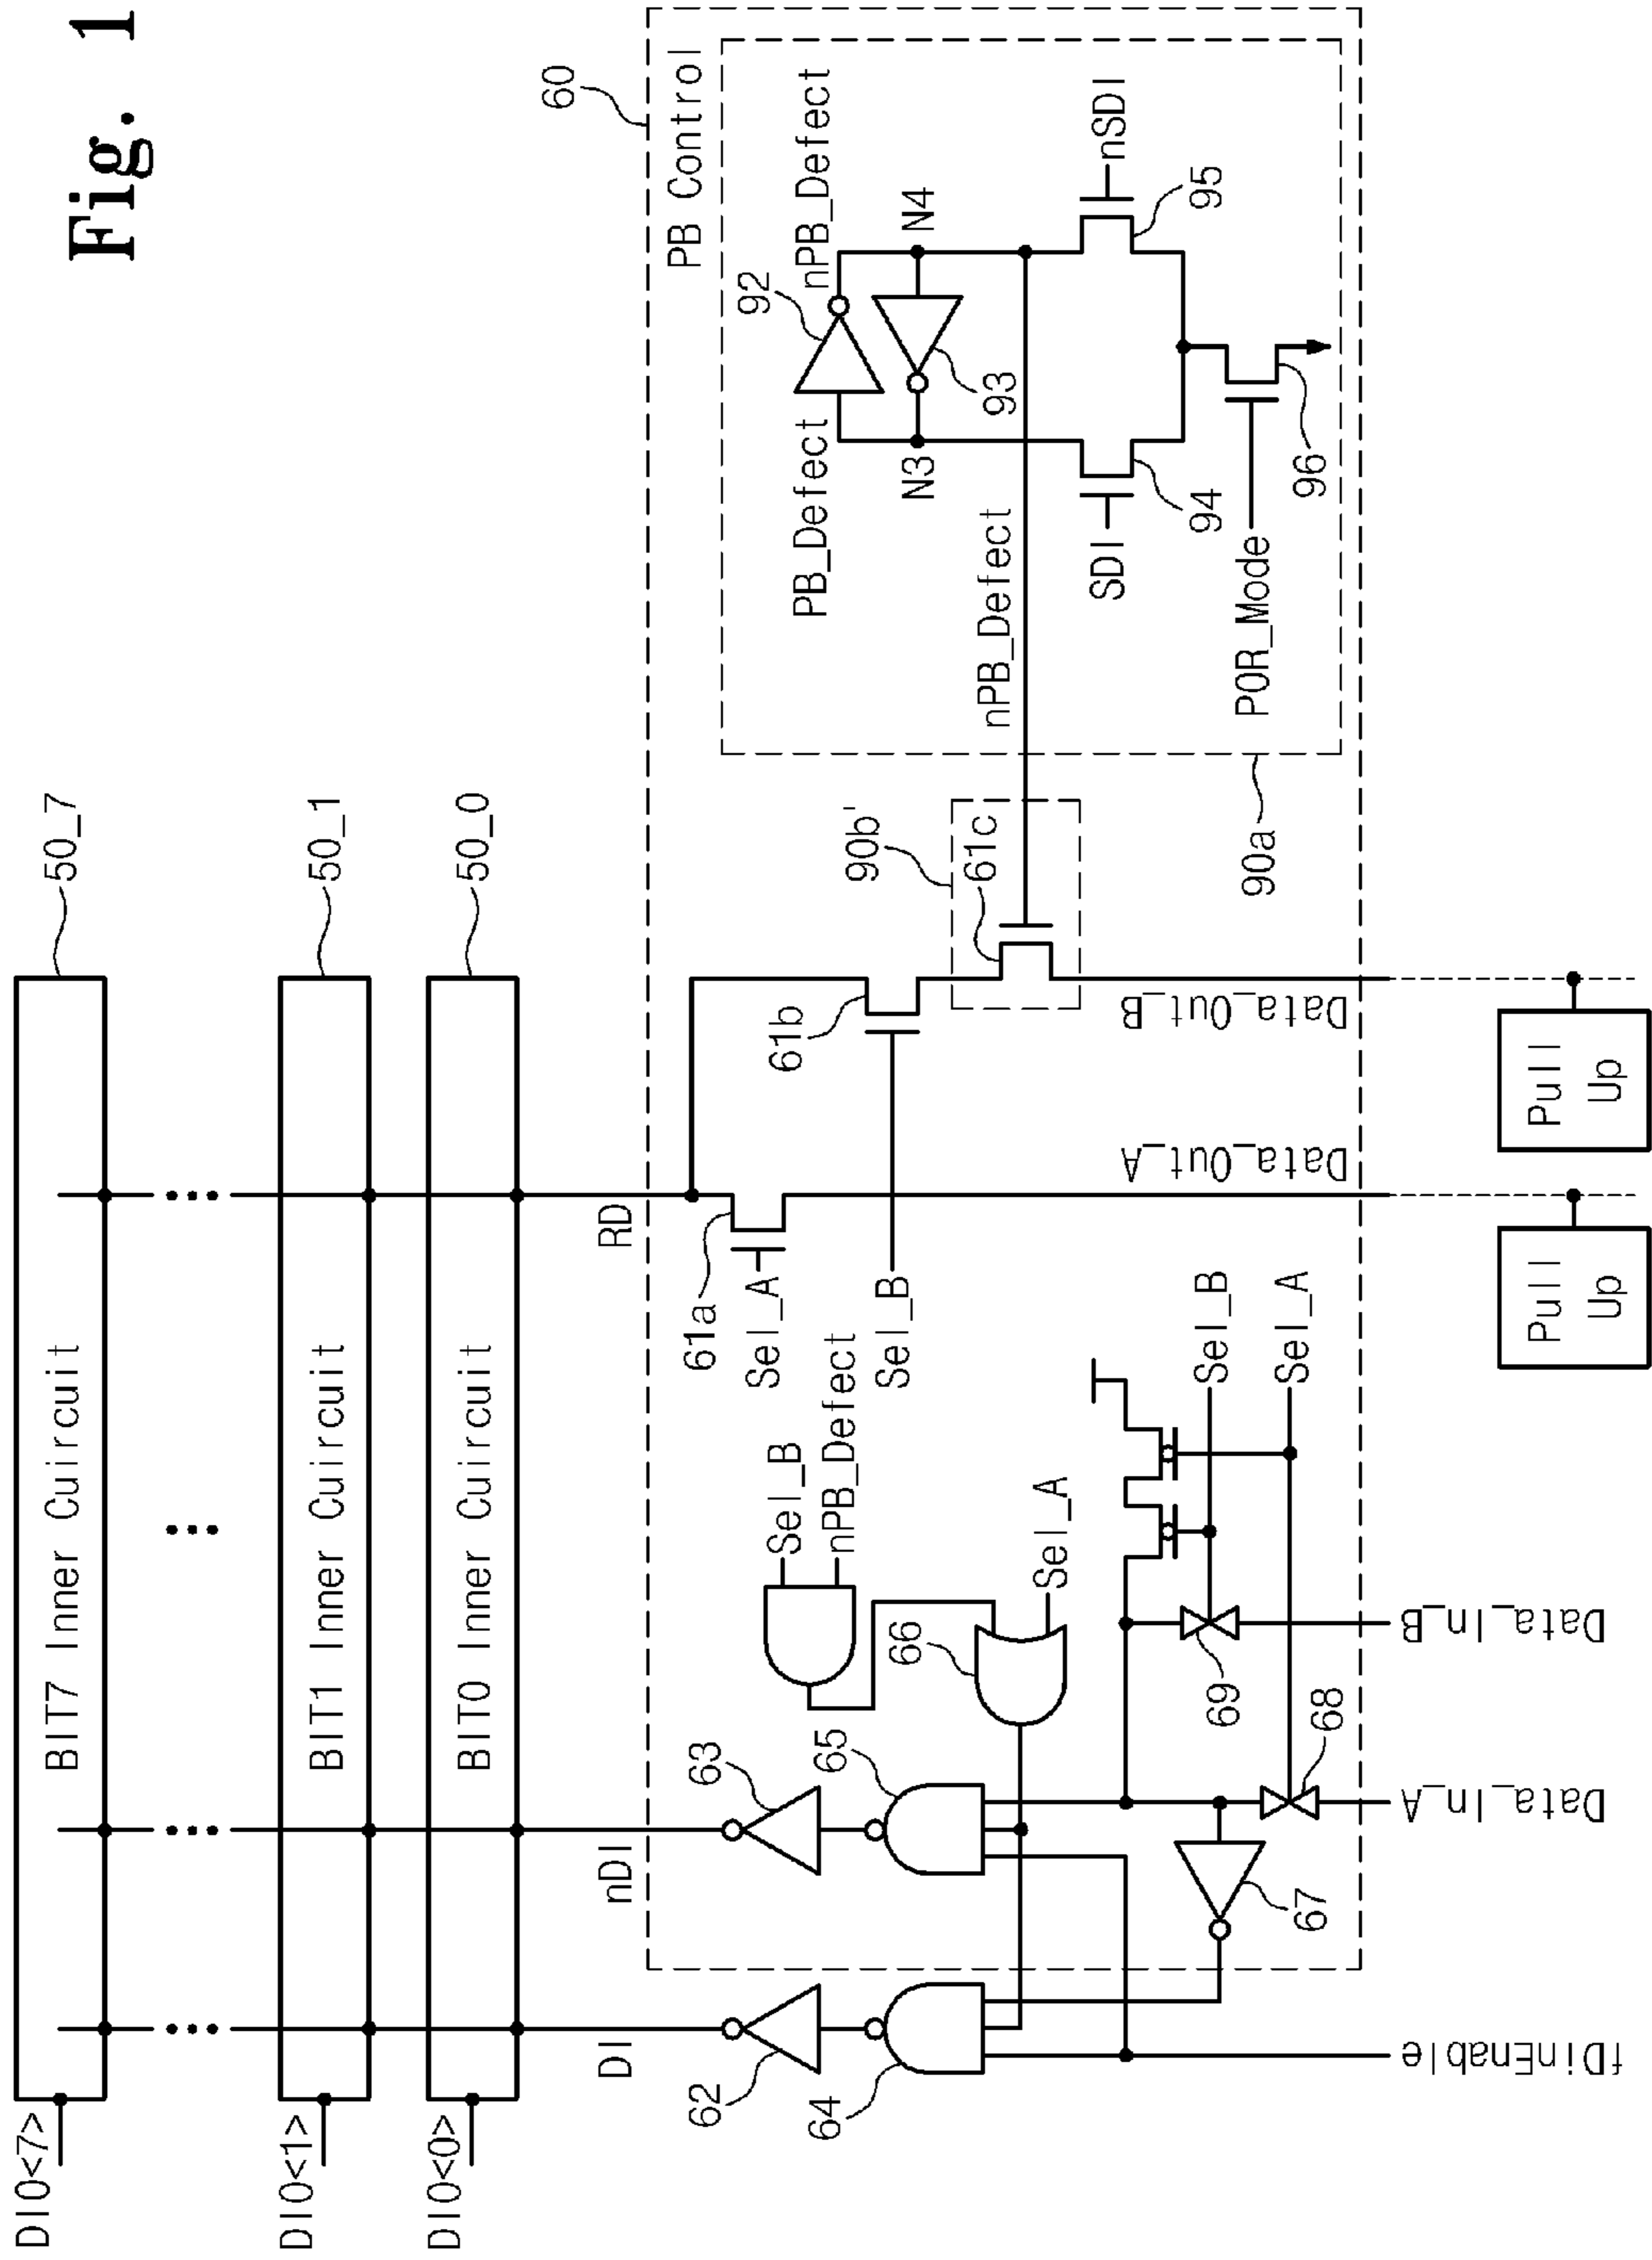 Fig. 1
DIO<7>
BIT7 Inner Cuircuit
50_7
DIO<1>
BIT1 Inner Cuircuit
50_1
DIO<0>
BIT0 Inner Cuircuit
50_0
DI
nDI
RD
60
PB Control
62
63
61a
Sel_A
Sel_B
nPB_Defect
Sel_B
61b
90b'
61c
64
65
66
Sel_A
67
68
69
Sel_B
Sel_A
PB_Defect
92
nPB_Defect
N3
93
N4
nPB_Defect
SDI
94
nSDI
95
POR_Mode
96
90a
fDinEnable
Data_In_A
Data_In_B
Data_Out_A
Data_Out_B
Pull
Up
Pull
Up